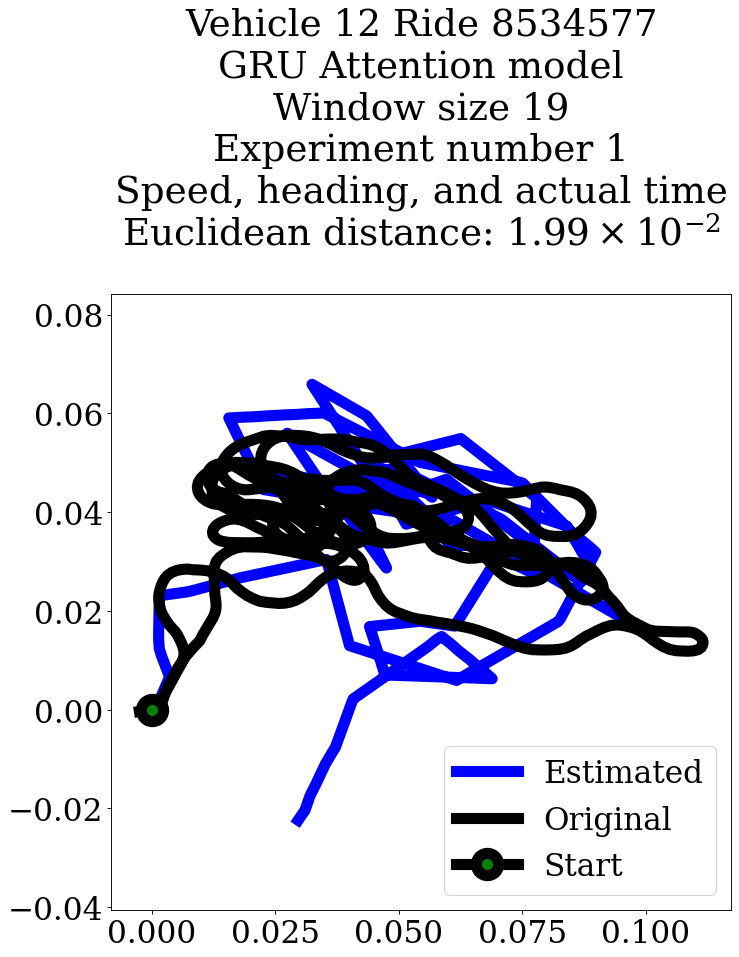 Vehicle 12 Ride 8534577
GRU Attention model
Window size 19
Experiment number 1
Speed, heading, and actual time
Euclidean distance: 1.99 × 10⁻²
0.08
0.06
0.04
0.02
0.00
−0.02
−0.04
0.000 0.025 0.050 0.075 0.100
Estimated
Original
Start